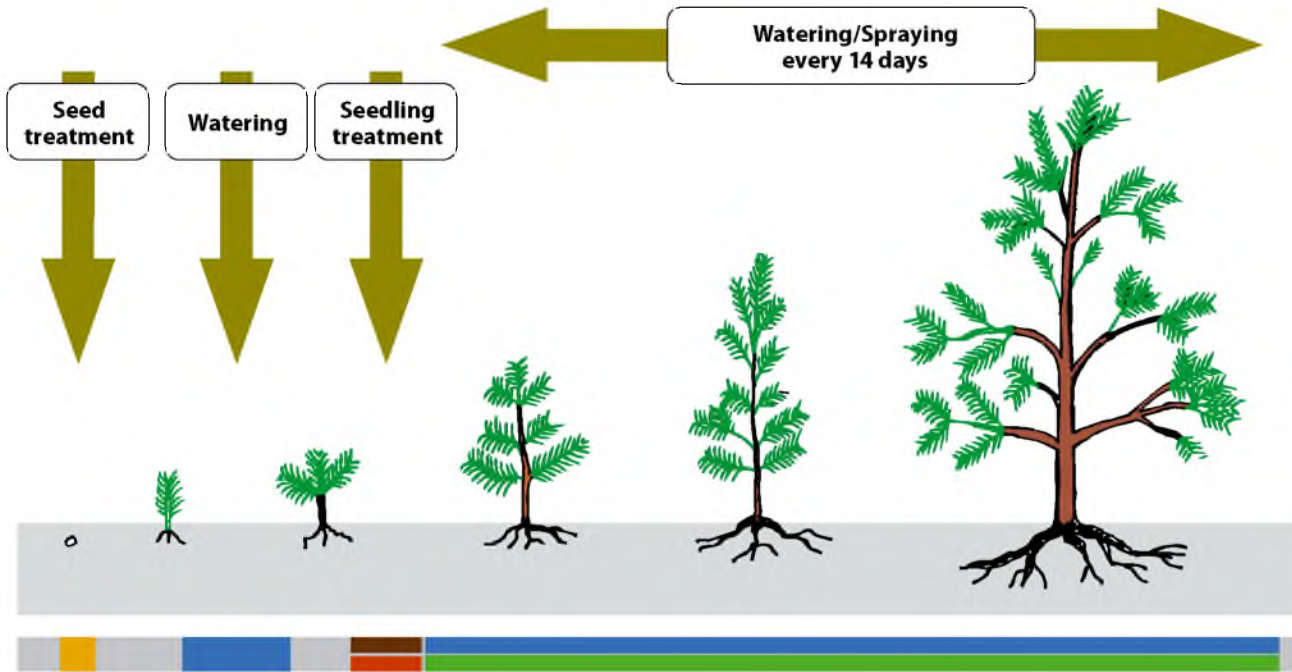 Watering/Spraying
every 14 days
Seed
treatment
Watering
Seedling
treatment